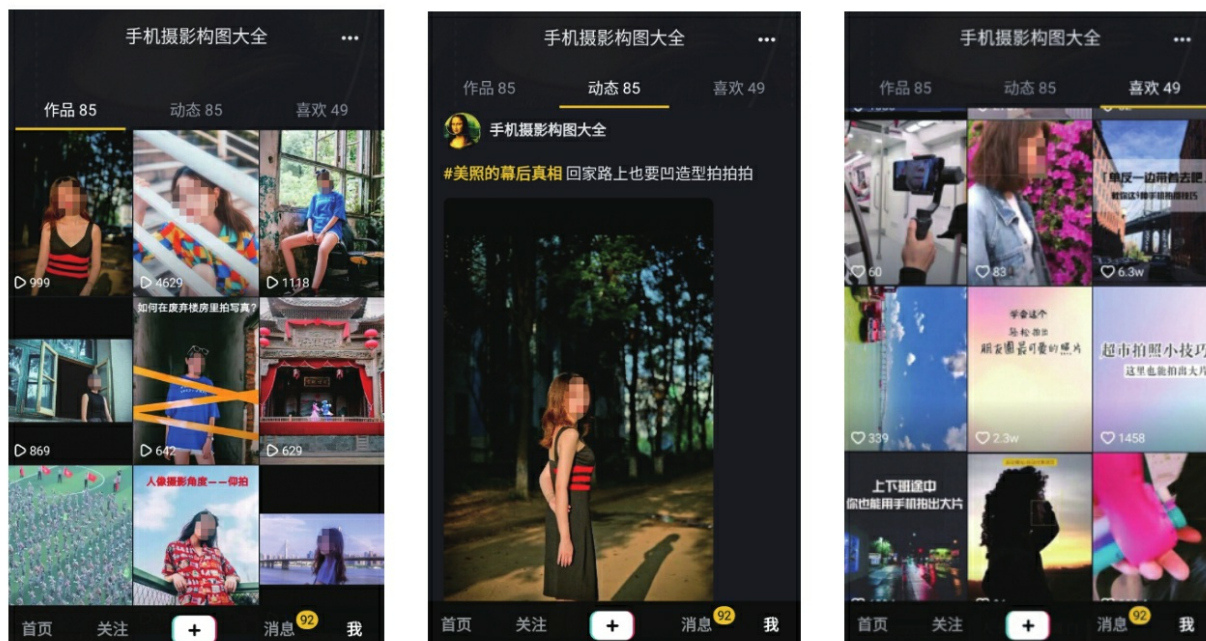 手机摄影构图大全
作品 85 动态 85 喜欢 49
999 4629 1118
如何在废弃楼房里拍写真?
869 642 629
人像摄影角度——仰拍
首页 关注 消息 92 我
手机摄影构图大全
作品 85 动态 85 喜欢 49
手机摄影构图大全
#美照的幕后真相 回家路上也要凹造型拍拍拍
首页 关注 消息 92 我
手机摄影构图大全
作品 85 动态 85 喜欢 49
「单反一边带着去吧」
60 83 6.3w
学会这个
轻松拍出
朋友圈最可爱的照片
超市拍照小技巧
这里也能拍出大片
339 2.3w 1458
上下班途中
你也能用手机拍出大片
首页 关注 消息 92 我